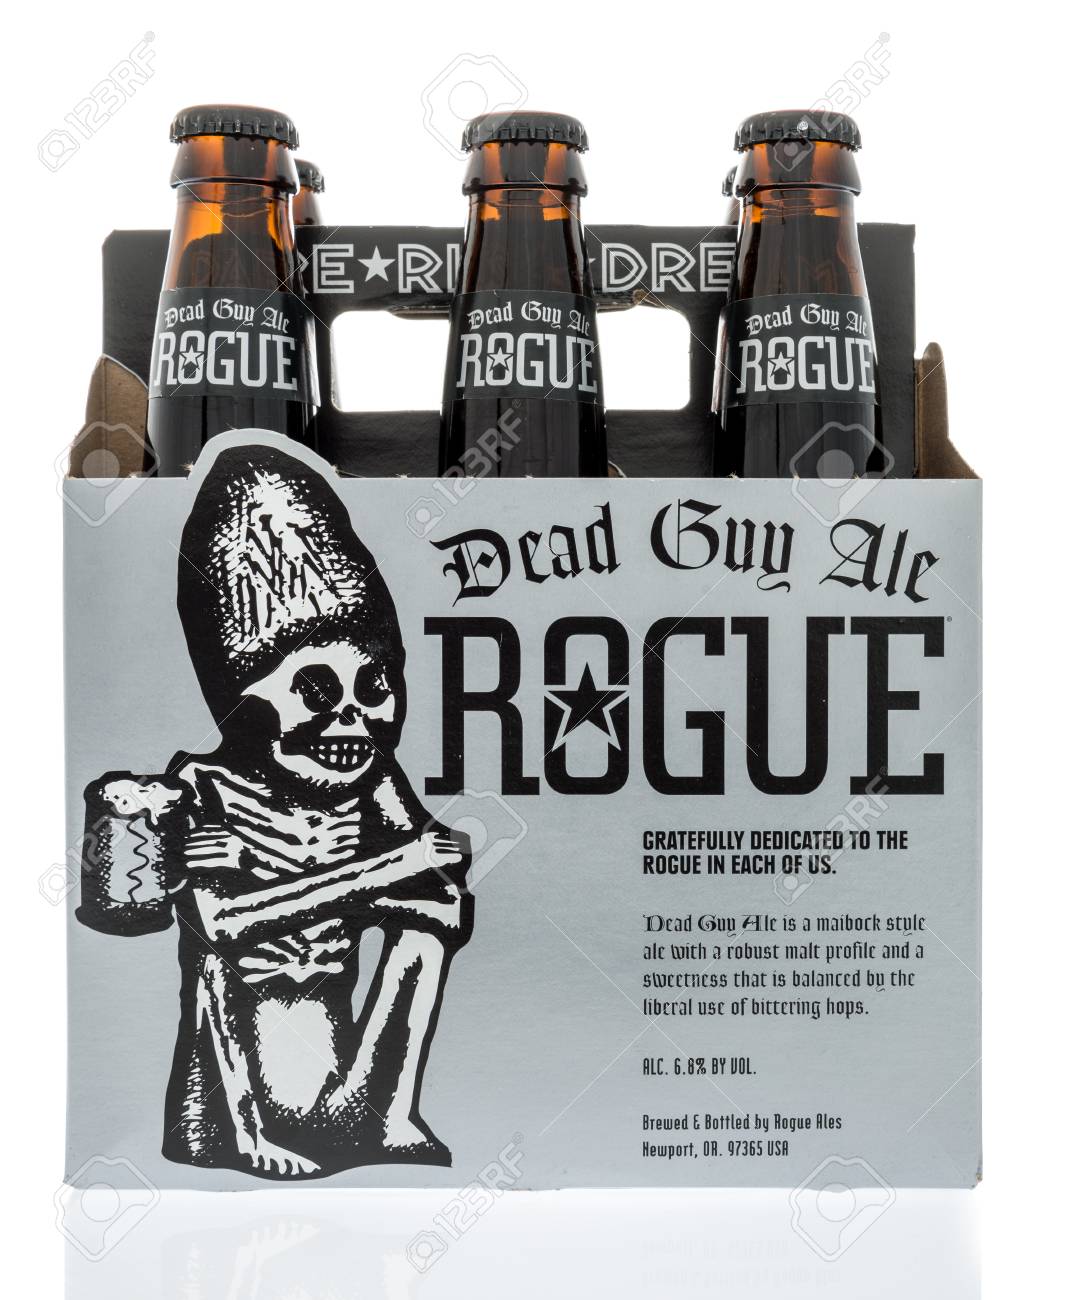 Dead Guy Ale
ROGUE
Dead Guy Ale
ROGUE
Dead Guy Ale
ROGUE
Dead Guy Ale
ROGUE®
GRATEFULLY DEDICATED TO THE
ROGUE IN EACH OF US.
Dead Guy Ale is a maibock style
ale with a robust malt profile and a
sweetness that is balanced by the
liberal use of bittering hops.
ALC. 6.8% BY VOL.
Brewed & Bottled by Rogue Ales
Newport, OR. 97365 USA
123RF®